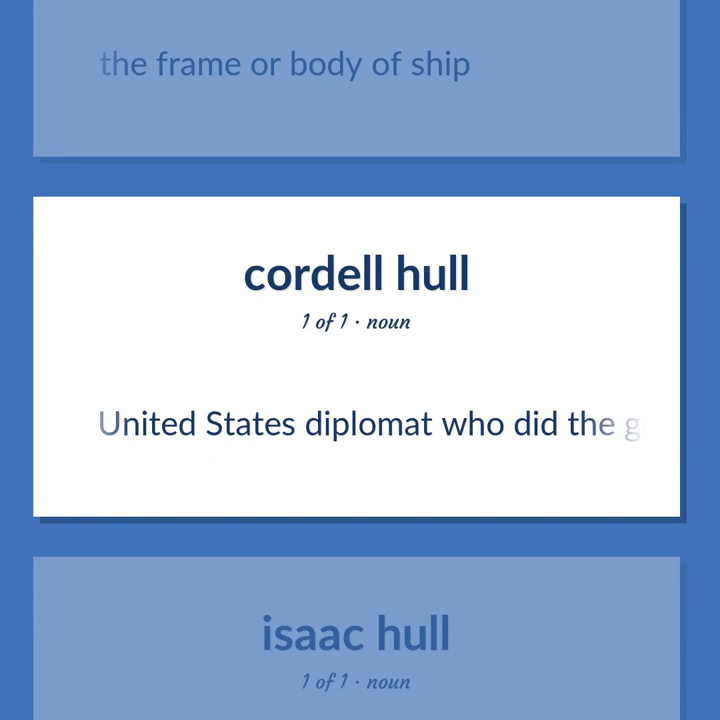 the frame or body of ship
cordell hull
1 of 1 · noun
United States diplomat who did the
isaac hull
1 of 1 · noun